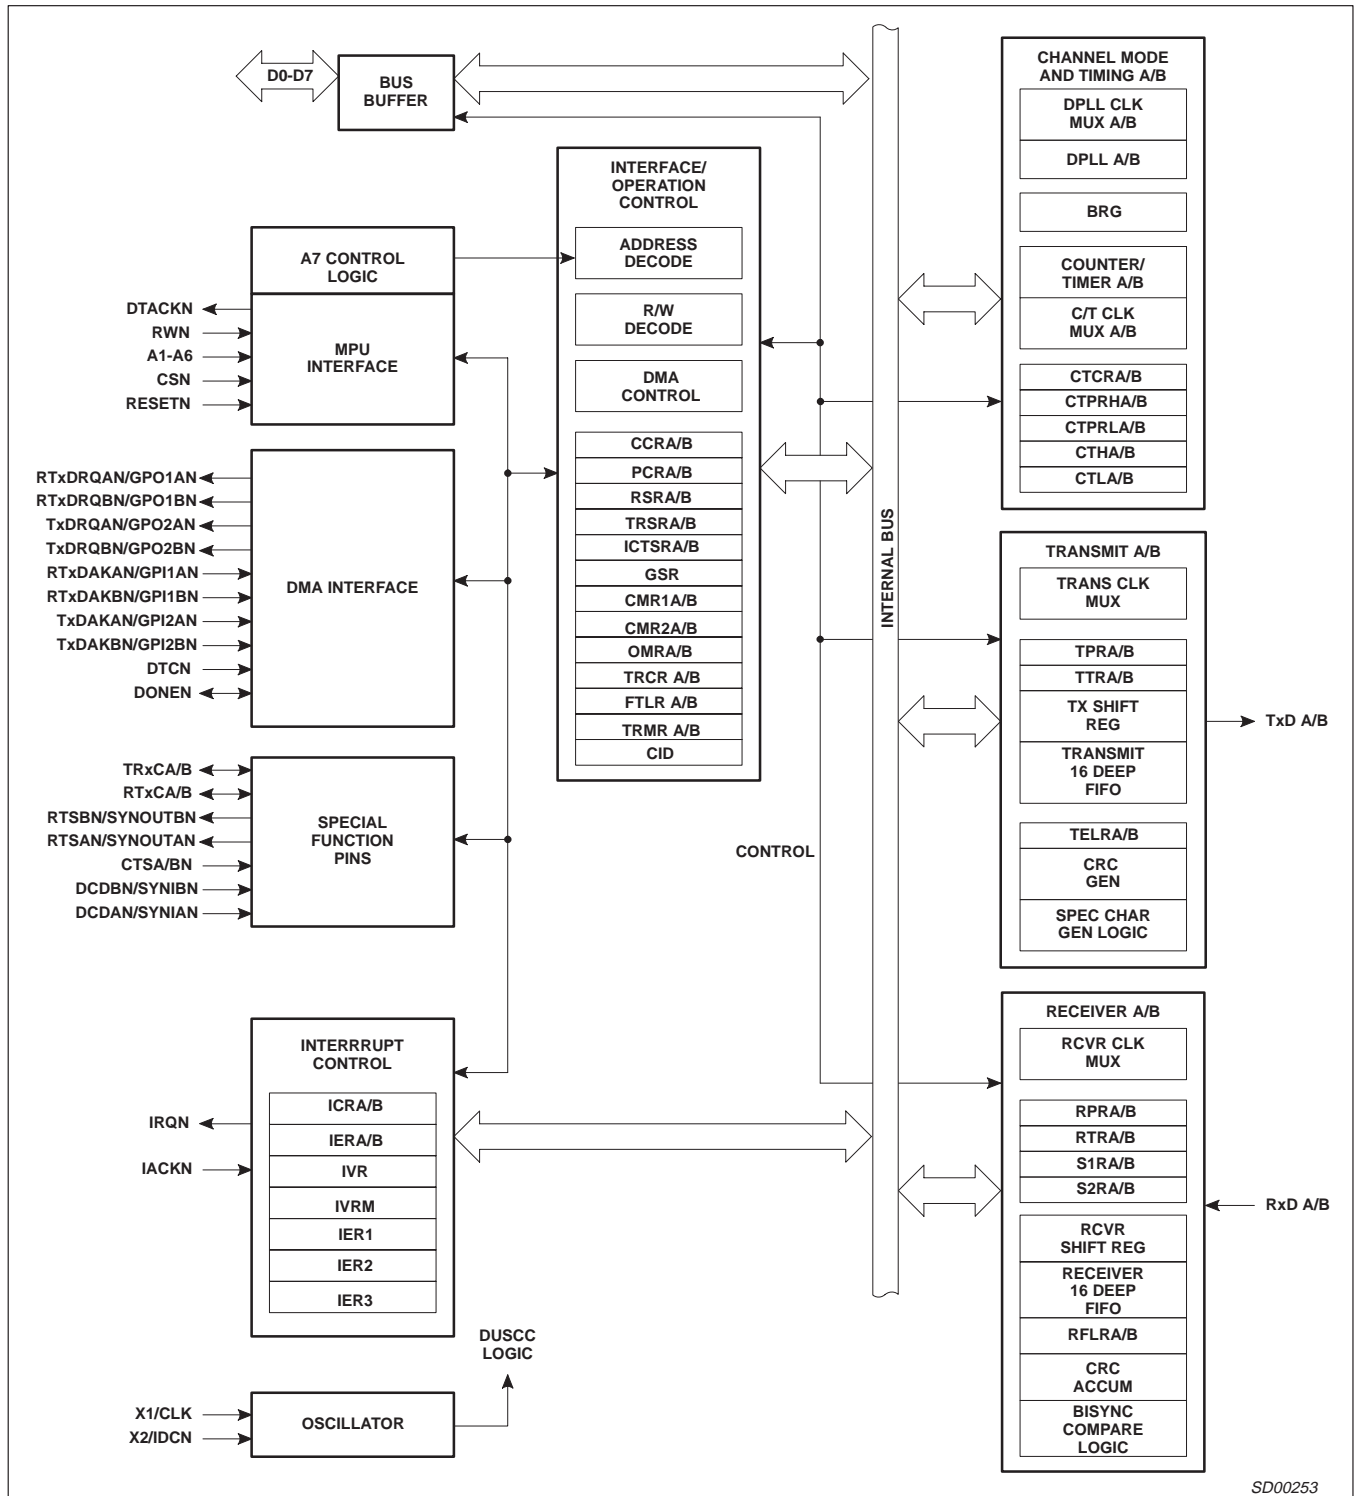 D0-D7
BUS
BUFFER
INTERFACE/
OPERATION
CONTROL
ADDRESS
DECODE
R/W
DECODE
DMA
CONTROL
CCRA/B
PCRA/B
RSRA/B
TRSRA/B
ICTSRA/B
GSR
CMR1A/B
CMR2A/B
OMRA/B
TRCR A/B
FTLR A/B
TRMR A/B
CID
A7 CONTROL
LOGIC
MPU
INTERFACE
DTACKN
RWN
A1-A6
CSN
RESETN
DMA INTERFACE
RTxDRQAN/GPO1AN
RTxDRQBN/GPO1BN
TxDRQAN/GPO2AN
TxDRQBN/GPO2BN
RTxDAKAN/GPI1AN
RTxDAKBN/GPI1BN
TxDAKAN/GPI2AN
TxDAKBN/GPI2BN
DTCN
DONEN
SPECIAL
FUNCTION
PINS
TRxCA/B
RTxCA/B
RTSBN/SYNOUTBN
RTSAN/SYNOUTAN
CTSA/BN
DCDBN/SYNIBN
DCDAN/SYNIAN
INTERRRUPT
CONTROL
ICRA/B
IERA/B
IVR
IVRM
IER1
IER2
IER3
IRQN
IACKN
DUSCC
LOGIC
OSCILLATOR
X1/CLK
X2/IDCN
CONTROL
INTERNAL BUS
CHANNEL MODE
AND TIMING A/B
DPLL CLK
MUX A/B
DPLL A/B
BRG
COUNTER/
TIMER A/B
C/T CLK
MUX A/B
CTCRA/B
CTPRHA/B
CTPRLA/B
CTHA/B
CTLA/B
TRANSMIT A/B
TRANS CLK
MUX
TPRA/B
TTRA/B
TX SHIFT
REG
TRANSMIT
16 DEEP
FIFO
TELRA/B
CRC
GEN
SPEC CHAR
GEN LOGIC
TxD A/B
RECEIVER A/B
RCVR CLK
MUX
RPRA/B
RTRA/B
S1RA/B
S2RA/B
RCVR
SHIFT REG
RECEIVER
16 DEEP
FIFO
RFLRA/B
CRC
ACCUM
BISYNC
COMPARE
LOGIC
RxD A/B
SD00253